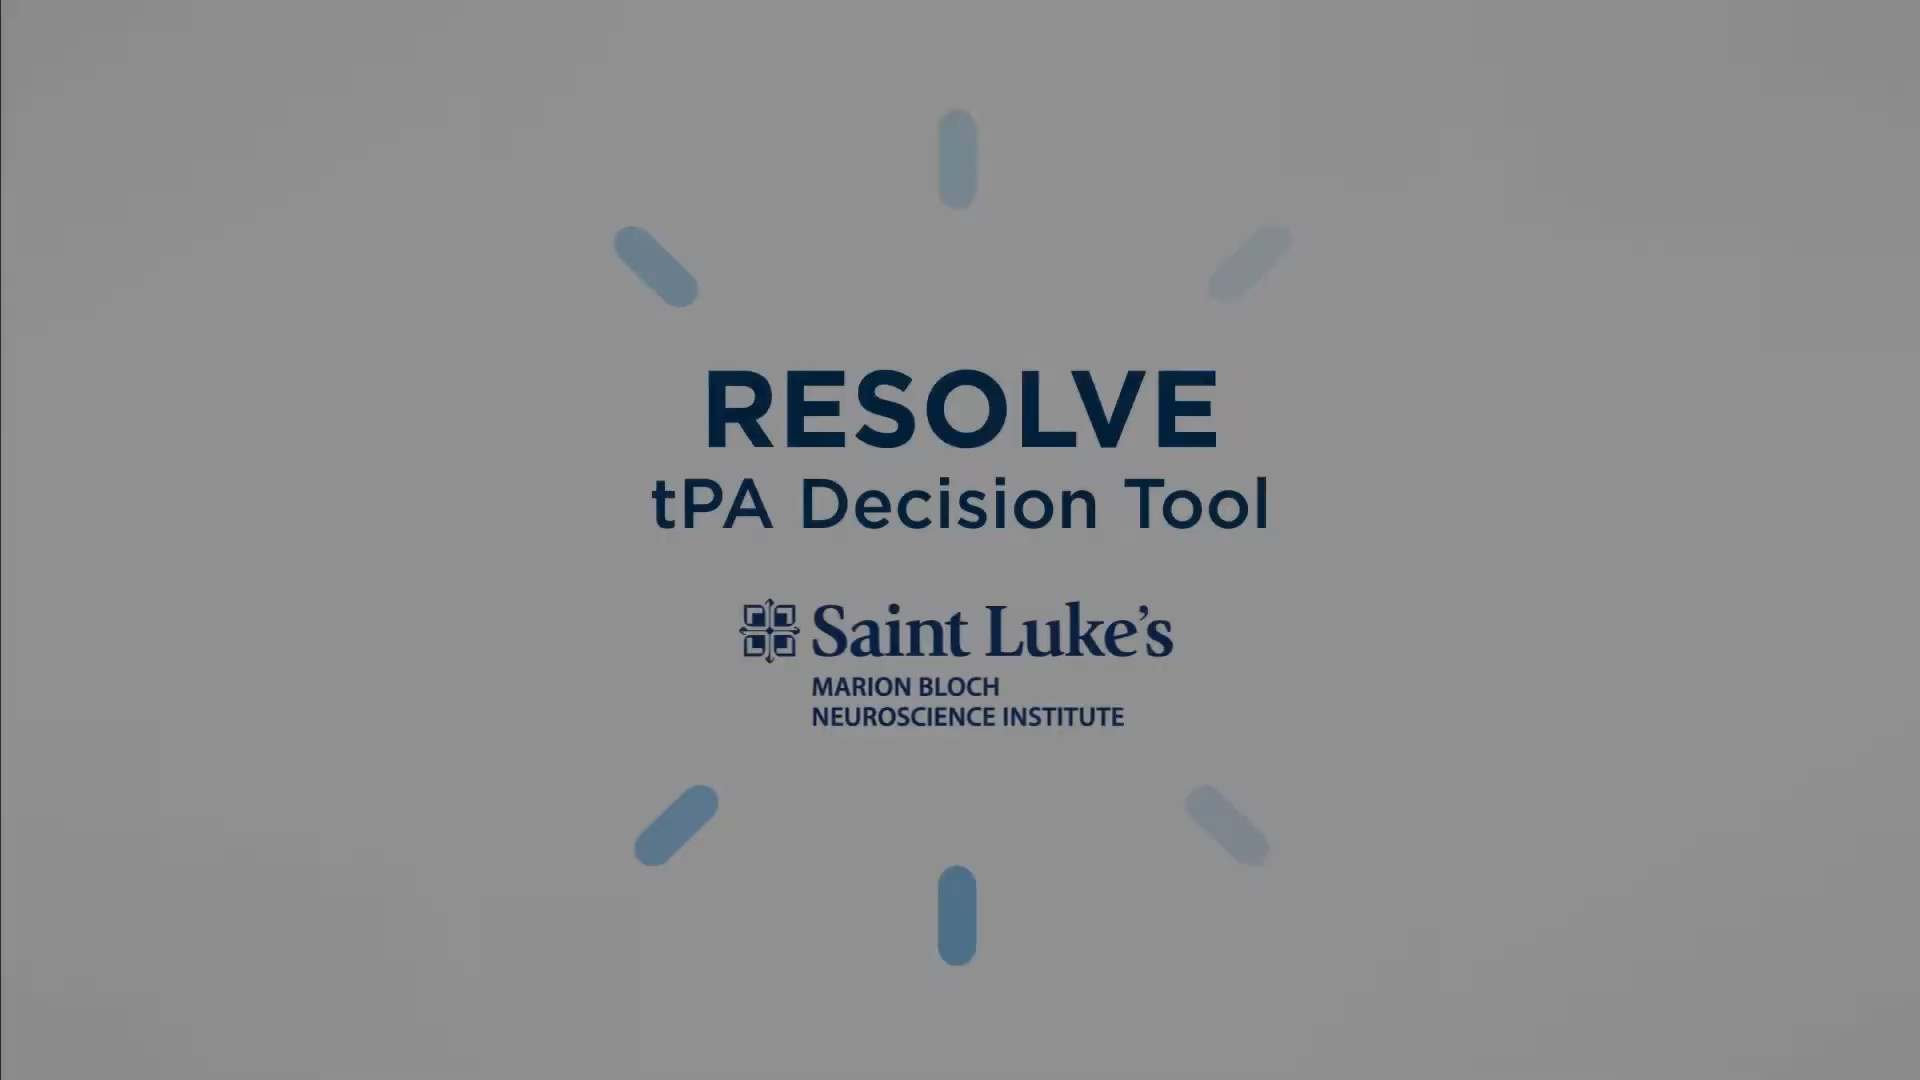 RESOLVE
tPA Decision Tool
Saint Luke's
MARION BLOCH
NEUROSCIENCE INSTITUTE